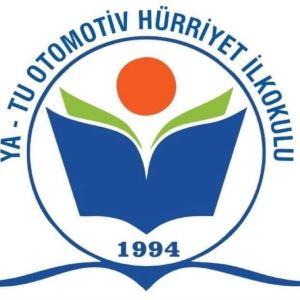 YA - TU OTOMOTİV HÜRRİYET İLKOKULU
1994